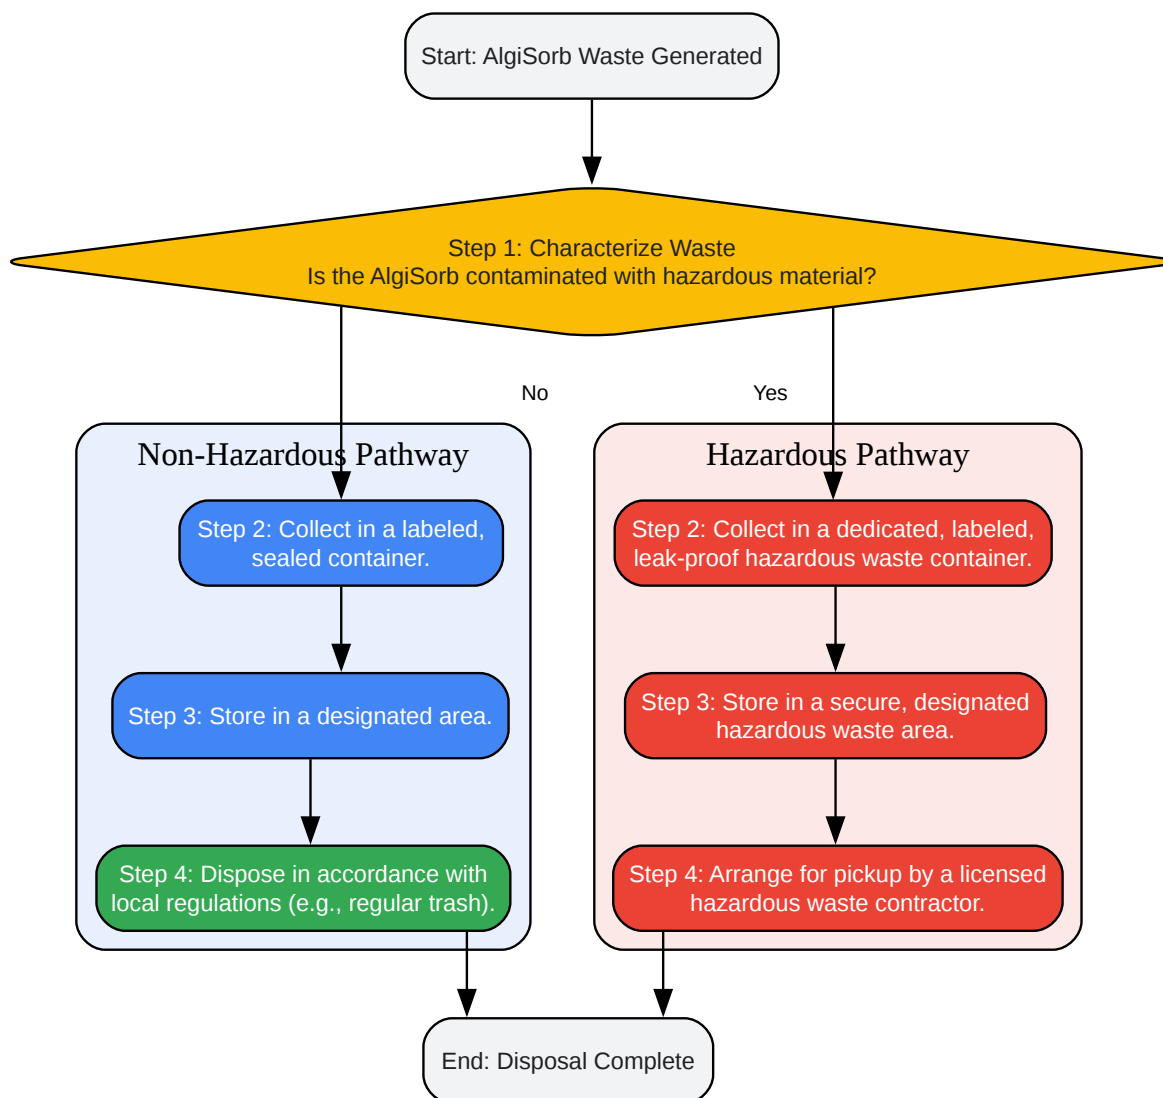 Start: AlgiSorb Waste Generated
Step 1: Characterize Waste
Is the AlgiSorb contaminated with hazardous material?
No
Yes
Non-Hazardous Pathway
Step 2: Collect in a labeled,
sealed container.
Step 3: Store in a designated area.
Step 4: Dispose in accordance with
local regulations (e.g., regular trash).
Hazardous Pathway
Step 2: Collect in a dedicated, labeled,
leak-proof hazardous waste container.
Step 3: Store in a secure, designated
hazardous waste area.
Step 4: Arrange for pickup by a licensed
hazardous waste contractor.
End: Disposal Complete